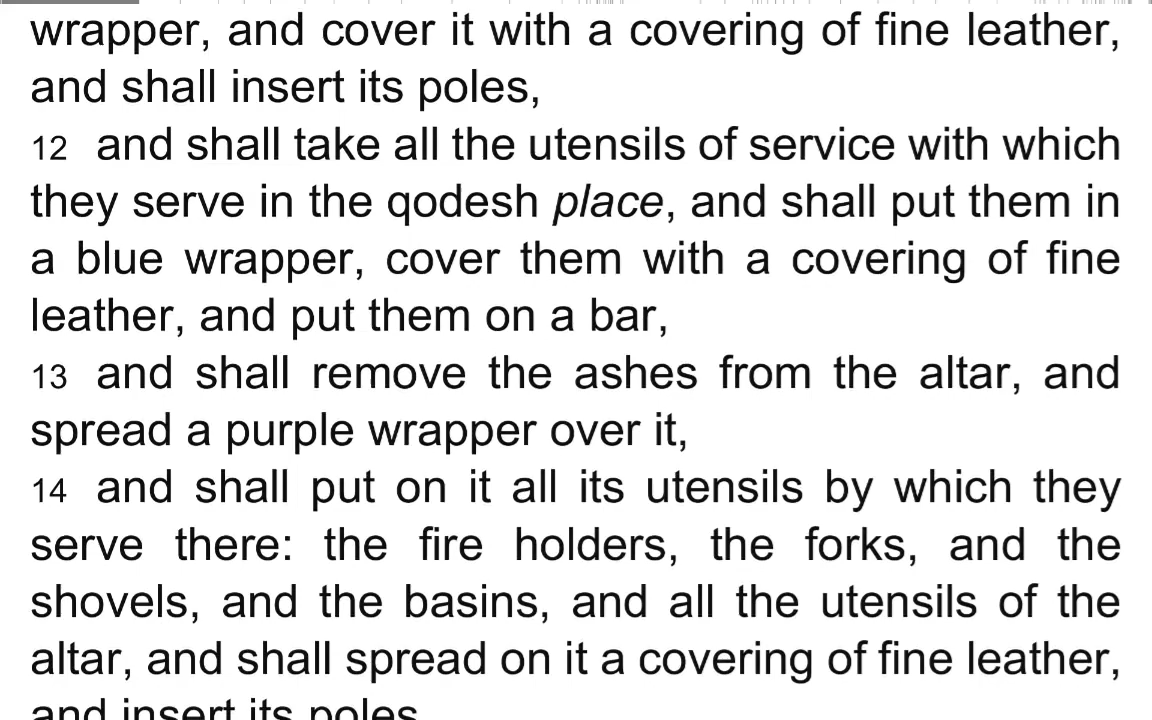 wrapper, and cover it with a covering of fine leather,
and shall insert its poles,
12 and shall take all the utensils of service with which
they serve in the qodesh place, and shall put them in
a blue wrapper, cover them with a covering of fine
leather, and put them on a bar,
13 and shall remove the ashes from the altar, and
spread a purple wrapper over it,
14 and shall put on it all its utensils by which they
serve there: the fire holders, the forks, and the
shovels, and the basins, and all the utensils of the
altar, and shall spread on it a covering of fine leather,
and insert its poles